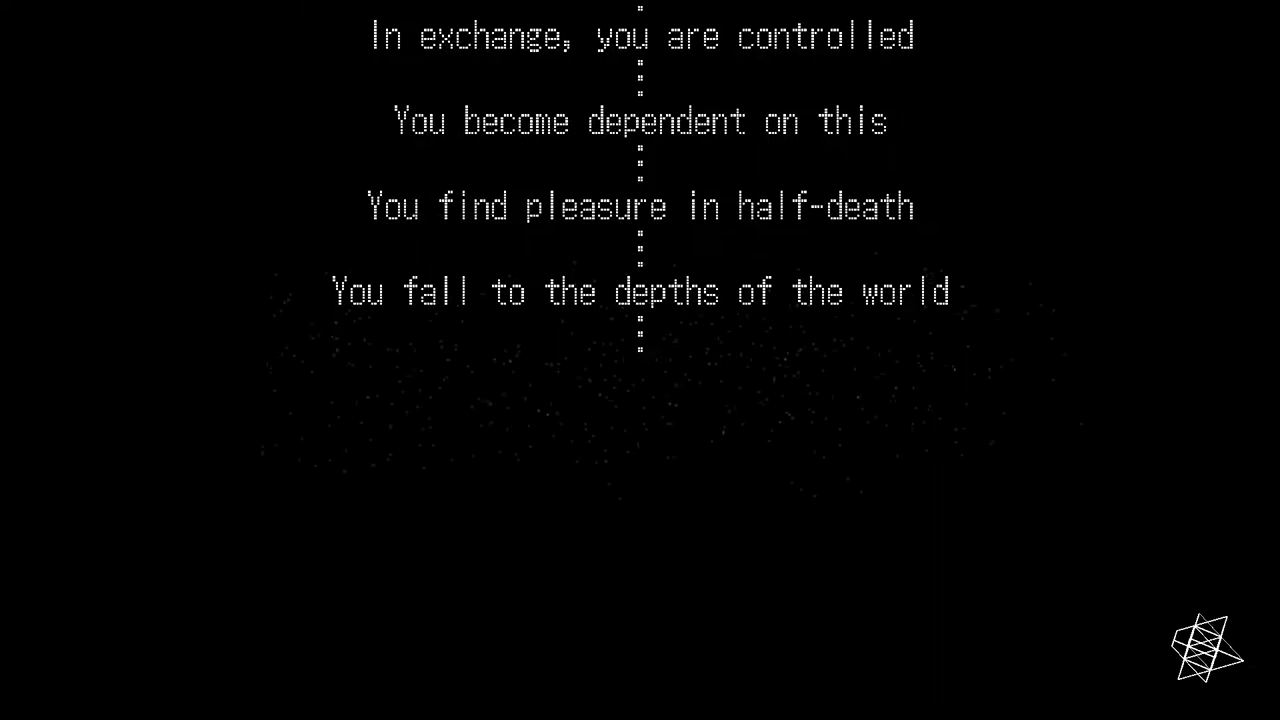 In exchange, you are controlled
You become dependent on this
You find pleasure in half-death
You fall to the depths of the world